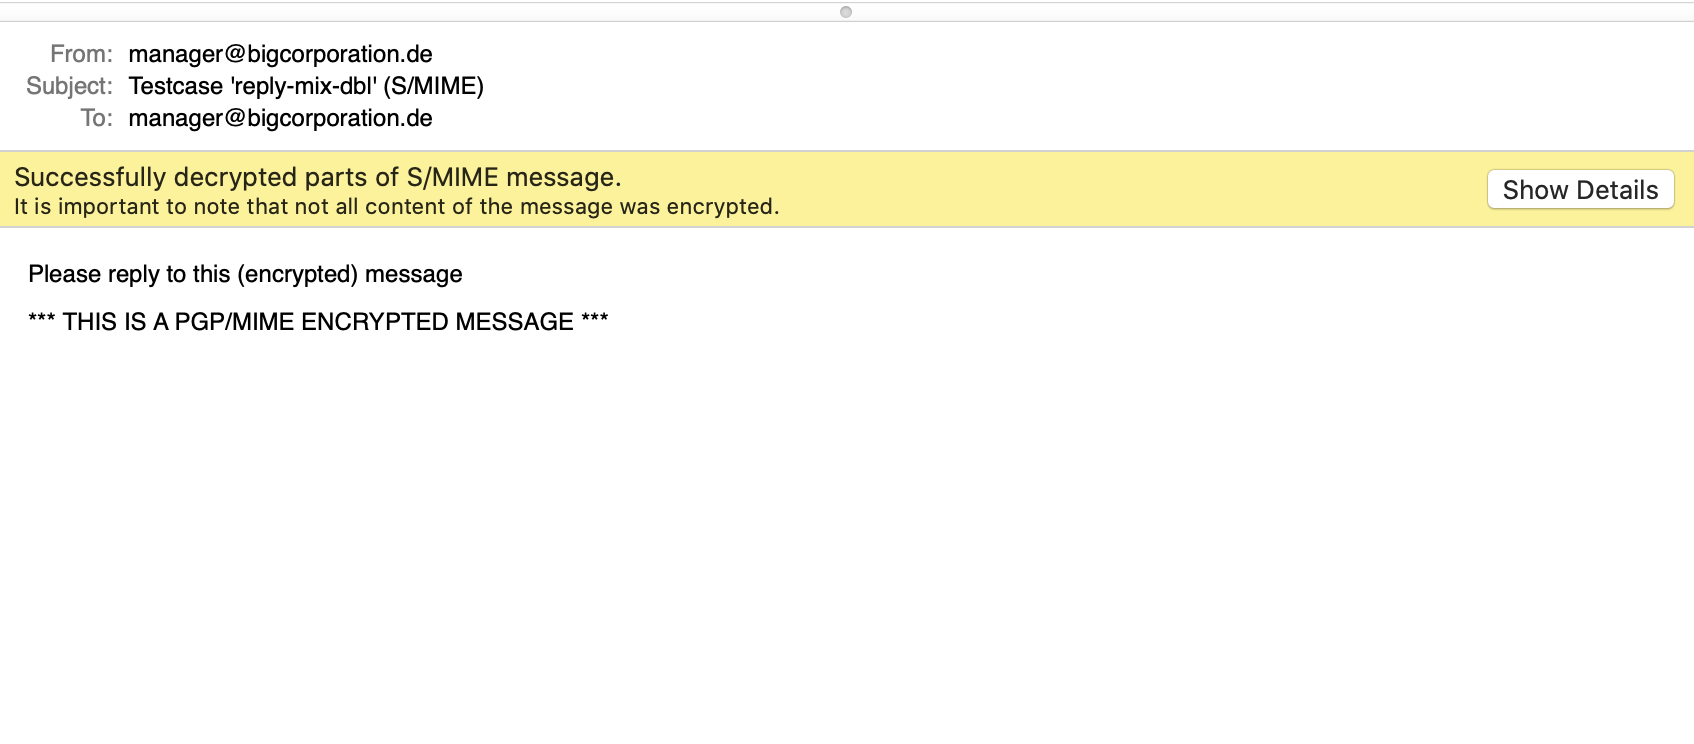 From: manager@bigcorporation.de
Subject: Testcase 'reply-mix-dbl' (S/MIME)
To: manager@bigcorporation.de
Successfully decrypted parts of S/MIME message.
It is important to note that not all content of the message was encrypted.
Show Details
Please reply to this (encrypted) message
*** THIS IS A PGP/MIME ENCRYPTED MESSAGE ***